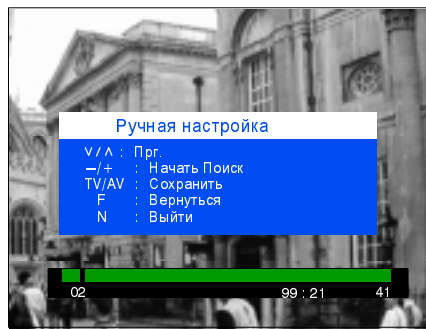 Ручная настройка
∨/∧ : Прг.
–/+ : Начать Поиск
TV/AV : Сохранить
F : Вернуться
N : Выйти
02 99 : 21 41